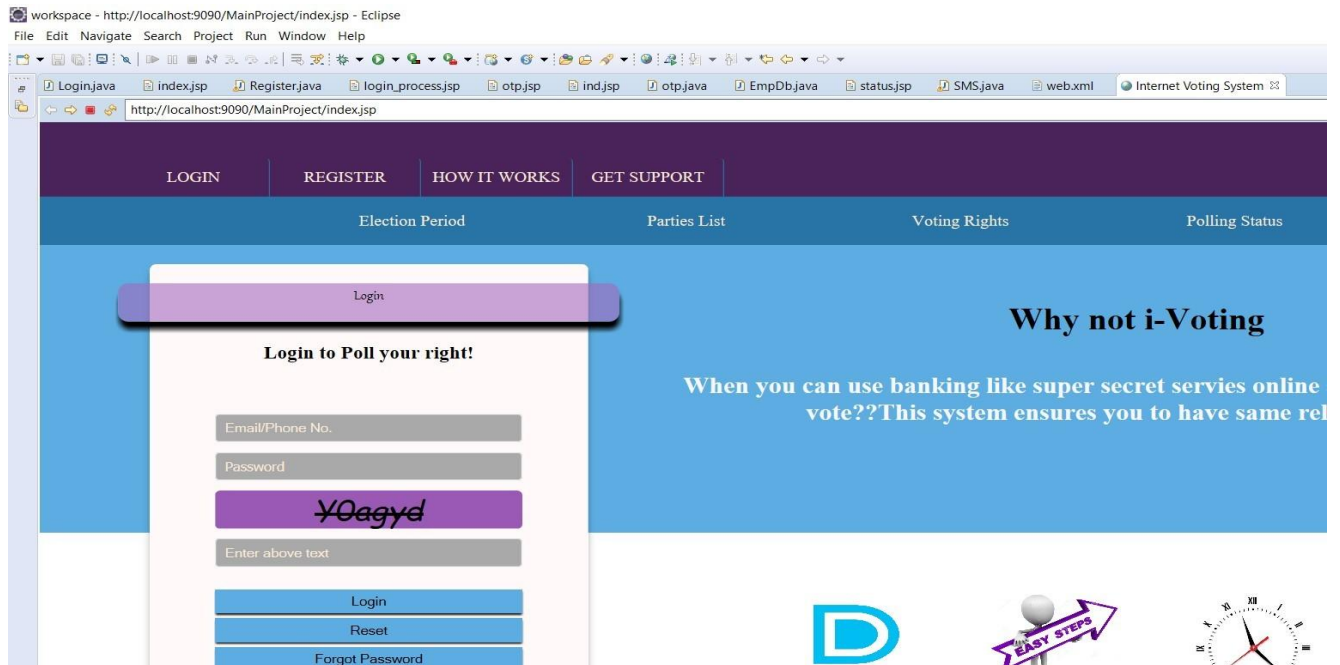 workspace - http://localhost:9090/MainProject/index.jsp - Eclipse
File Edit Navigate Search Project Run Window Help
Login.java index.jsp Register.java login_process.jsp otp.jsp ind.jsp otp.java EmpDb.java status.jsp SMS.java web.xml Internet Voting System
http://localhost:9090/MainProject/index.jsp
LOGIN REGISTER HOW IT WORKS GET SUPPORT
Election Period Parties List Voting Rights Polling Status
Login
Login to Poll your right!
Why not i-Voting
When you can use banking like super secret servies online
vote??This system ensures you to have same rel
Email/Phone No.
Password
YOagyd
Enter above text
Login
Reset
Forgot Password
D
EASY STEPS
XII